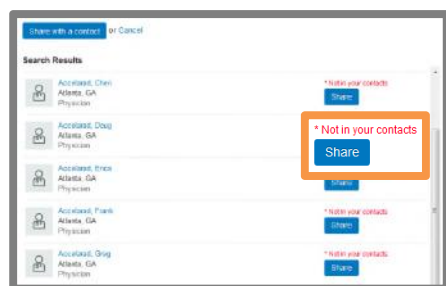 Share with a contact or Cancel
Search Results
Accelarad, Cheri
Atlanta, GA
Physician
* Not in your contacts
Share
Accelarad, Doug
Atlanta, GA
Physician
* Not in your contacts
Share
Accelarad, Erica
Atlanta, GA
Physician
Share
Accelarad, Frank
Atlanta, GA
Physician
* Not in your contacts
Share
Accelarad, Greg
Atlanta, GA
Physician
* Not in your contacts
Share